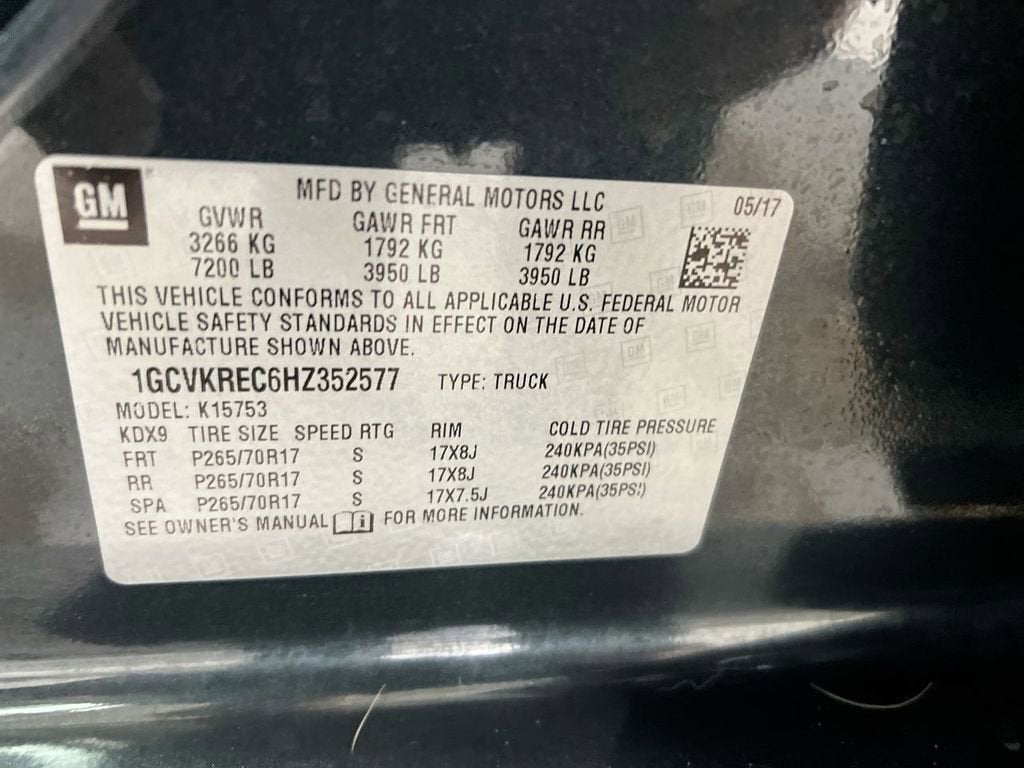 GM
MFD BY GENERAL MOTORS LLC 05/17
GVWR GAWR FRT GAWR RR
3266 KG 1792 KG 1792 KG
7200 LB 3950 LB 3950 LB
THIS VEHICLE CONFORMS TO ALL APPLICABLE U.S. FEDERAL MOTOR
VEHICLE SAFETY STANDARDS IN EFFECT ON THE DATE OF
MANUFACTURE SHOWN ABOVE.
1GCVKREC6HZ352577 TYPE: TRUCK
MODEL: K15753
KDX9 TIRE SIZE SPEED RTG RIM COLD TIRE PRESSURE
FRT P265/70R17 S 17X8J 240KPA(35PSI)
RR P265/70R17 S 17X8J 240KPA(35PSI)
SPA P265/70R17 S 17X7.5J 240KPA(35PSI)
SEE OWNER'S MANUAL FOR MORE INFORMATION.